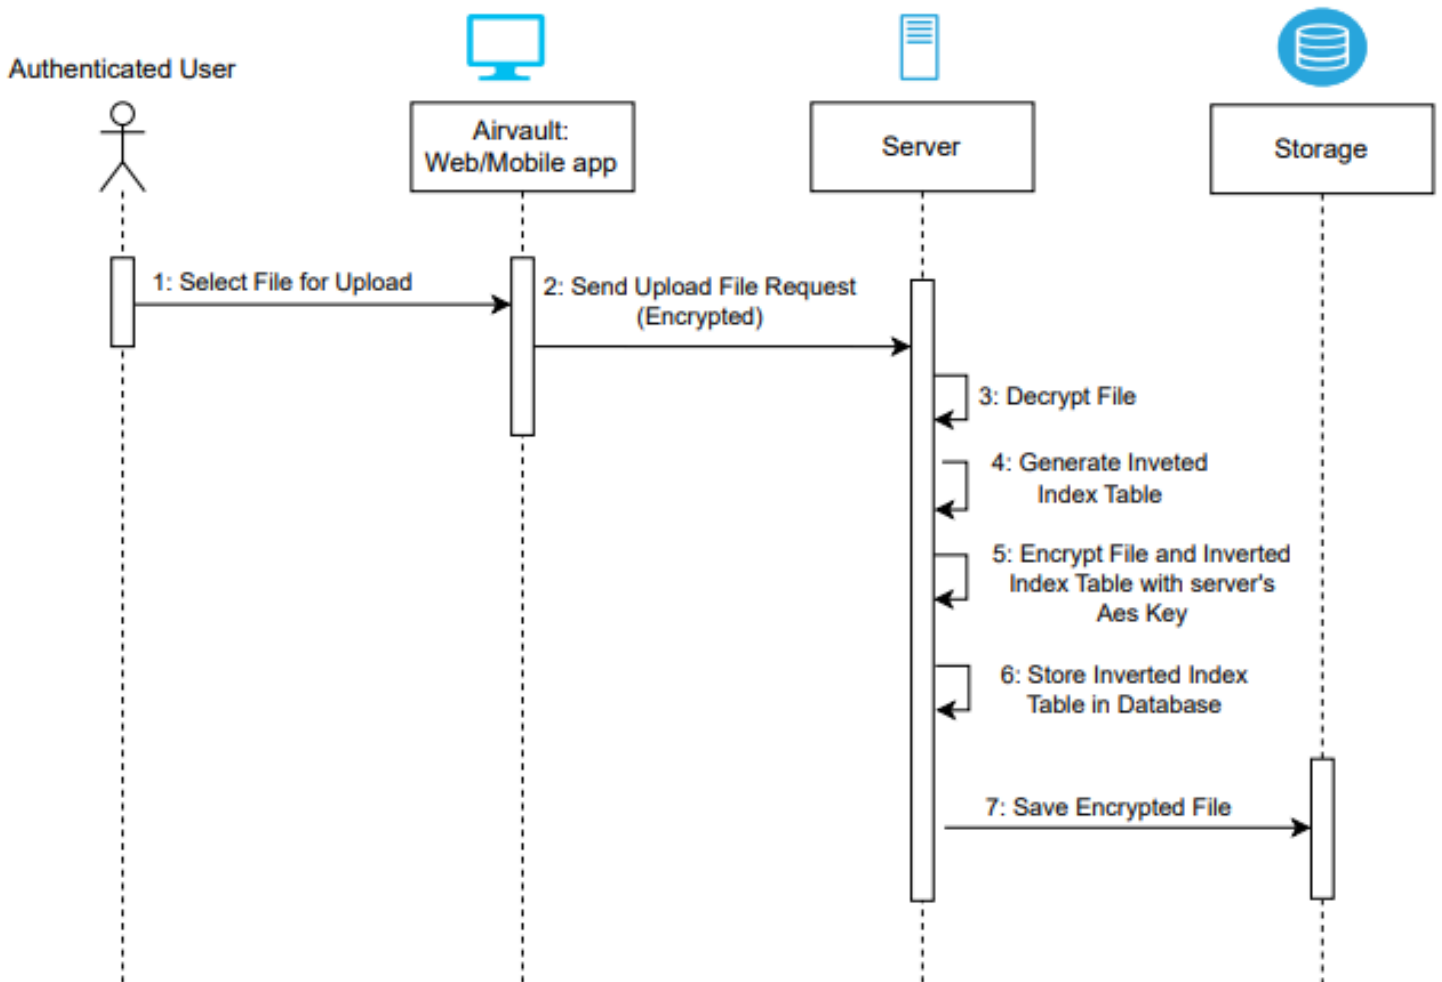 Authenticated User
Airvault:
Web/Mobile app
Server
Storage
1: Select File for Upload
2: Send Upload File Request
(Encrypted)
3: Decrypt File
4: Generate Inveted
Index Table
5: Encrypt File and Inverted
Index Table with server's
Aes Key
6: Store Inverted Index
Table in Database
7: Save Encrypted File